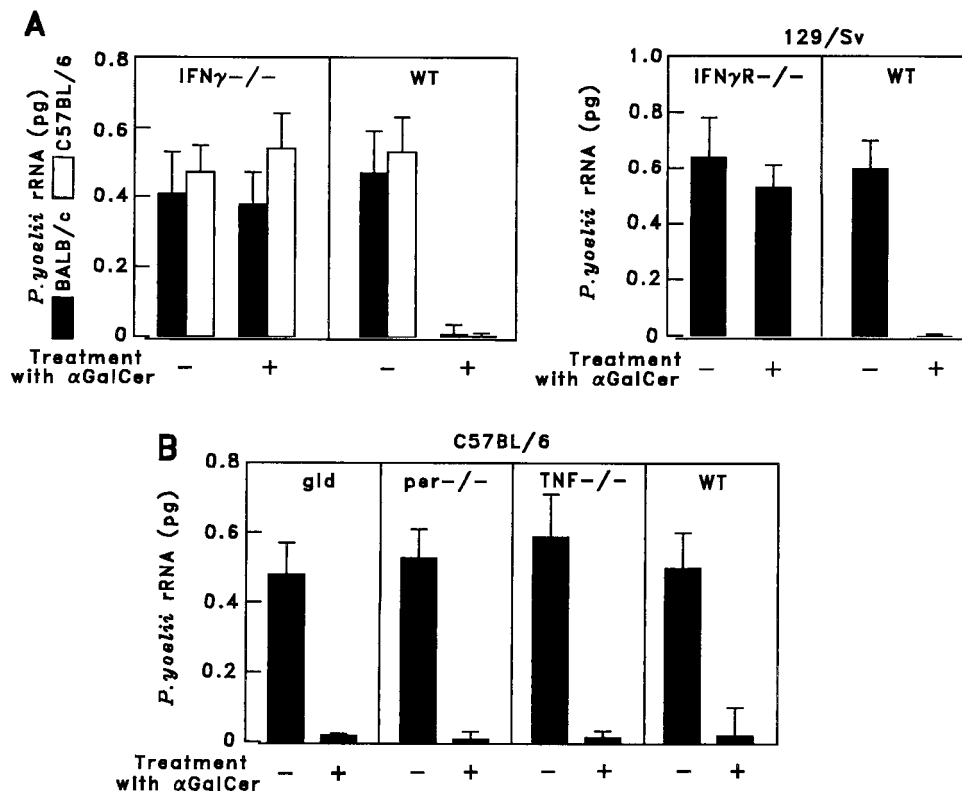 A
129/Sv
P.yoelii rRNA (pg)
BALB/c C57BL/6
0.8
0.6
0.4
0.2
0
IFNγ-/-
WT
Treatment
with αGalCer
- + - +
P.yoelii rRNA (pg)
1.0
0.8
0.6
0.4
0.2
0
IFNγR-/-
WT
Treatment
with αGalCer
- + - +
B
C57BL/6
P.yoelii rRNA (pg)
0.8
0.6
0.4
0.2
0
gld
per-/-
TNF-/-
WT
Treatment
with αGalCer
- + - + - + - +